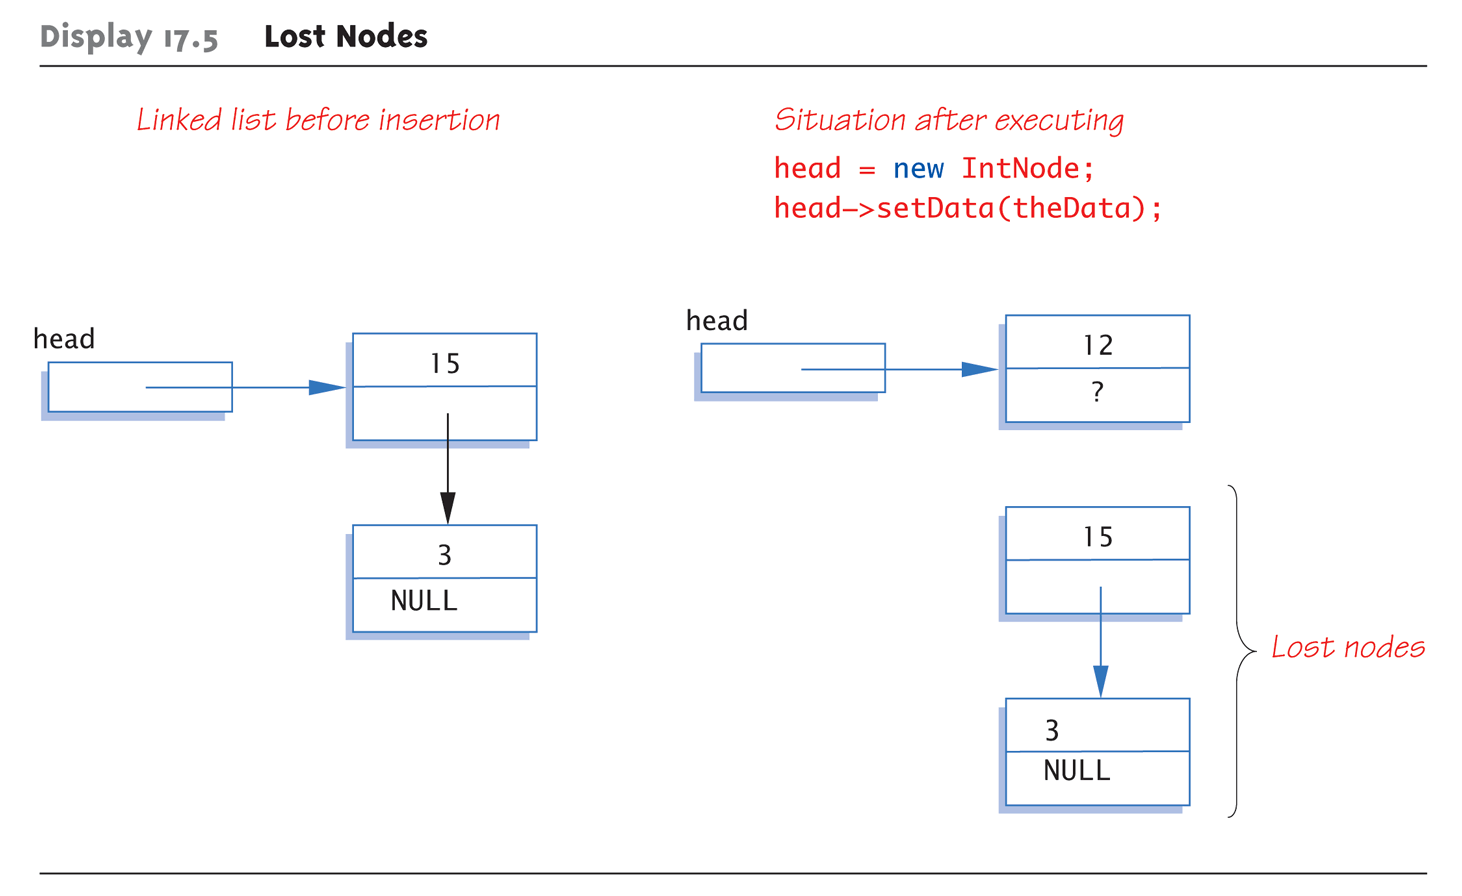 Display 17.5 Lost Nodes
Linked list before insertion
Situation after executing
head = new IntNode;
head->setData(theData);
head
15
3
NULL
head
12
?
15
3
NULL
Lost nodes